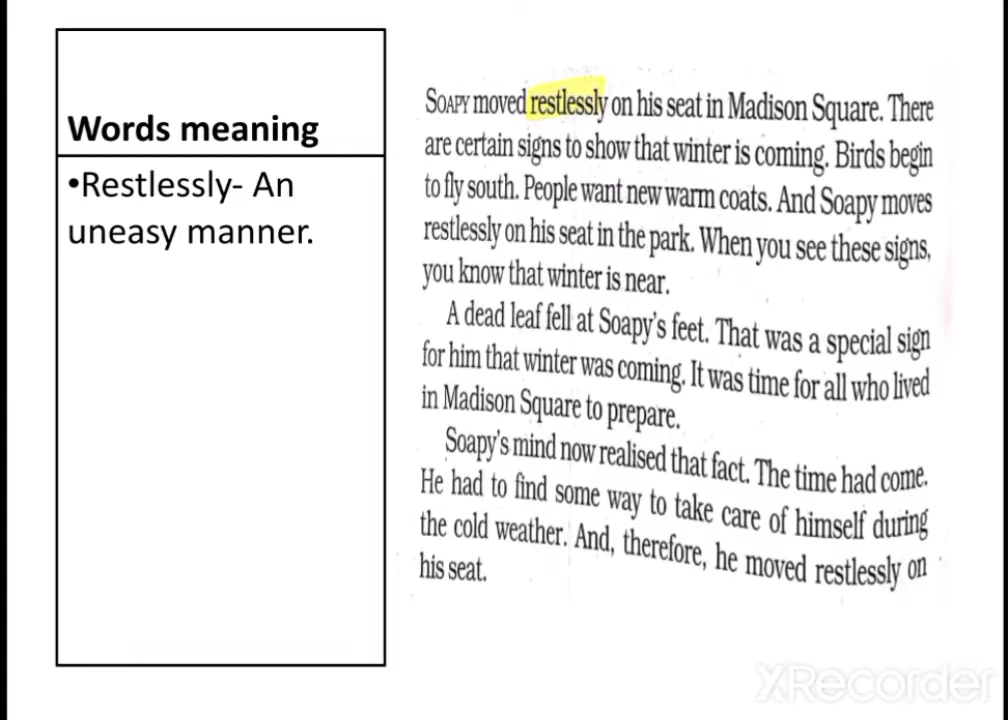 Words meaning
•Restlessly- An
uneasy manner.
SOAPY moved restlessly on his seat in Madison Square. There
are certain signs to show that winter is coming. Birds begin
to fly south. People want new warm coats. And Soapy moves
restlessly on his seat in the park. When you see these signs,
you know that winter is near.
A dead leaf fell at Soapy's feet. That was a special sign
for him that winter was coming. It was time for all who lived
in Madison Square to prepare.
Soapy's mind now realised that fact. The time had come.
He had to find some way to take care of himself during
the cold weather. And, therefore, he moved restlessly on
his seat.
XRecorder